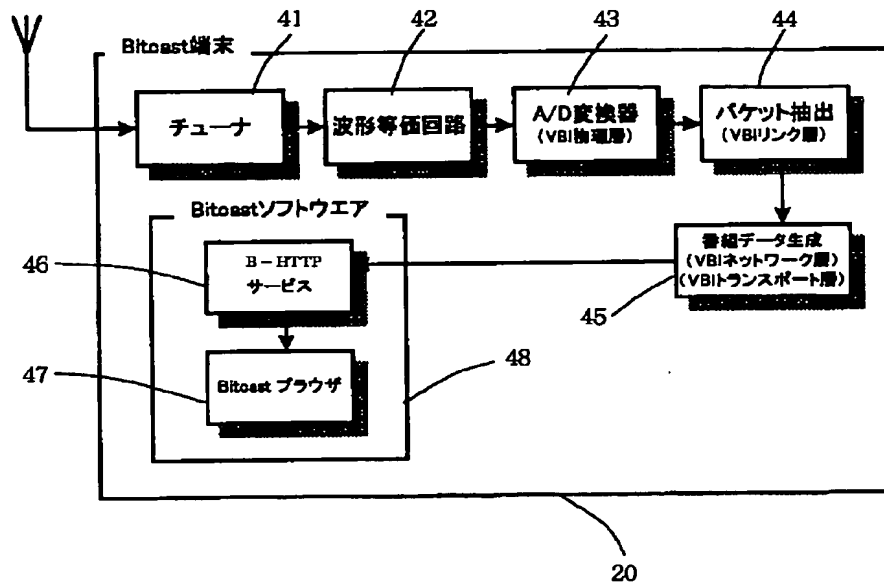 41
42
43
44
Bitcast端末
チューナ
波形等価回路
A/D変換器
(VBI物理層)
パケット抽出
(VBIリンク層)
Bitcastソフトウエア
46
B-HTTP
サービス
番組データ生成
(VBIネットワーク層)
(VBIトランスポート層)
45
47
Bitcast ブラウザ
48
20